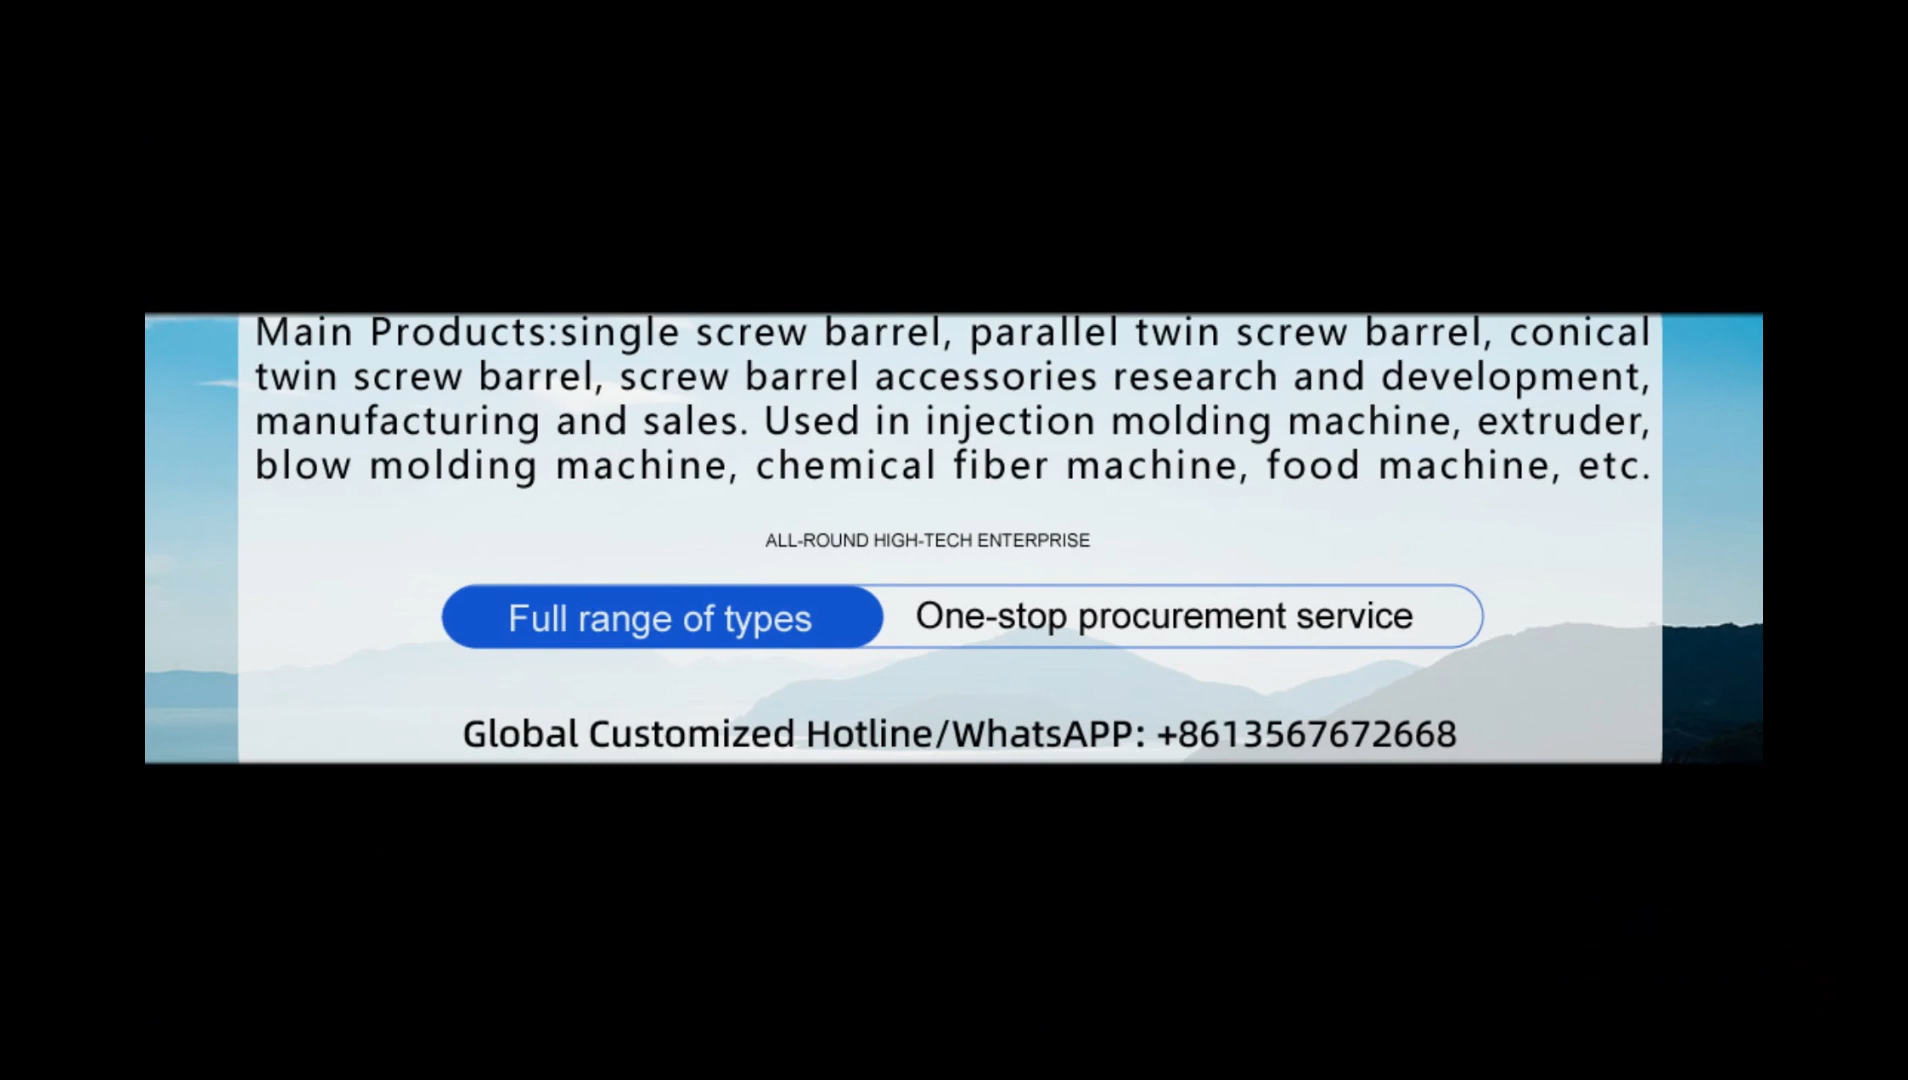 Main Products:single screw barrel, parallel twin screw barrel, conical
twin screw barrel, screw barrel accessories research and development,
manufacturing and sales. Used in injection molding machine, extruder,
blow molding machine, chemical fiber machine, food machine, etc.
ALL-ROUND HIGH-TECH ENTERPRISE
Full range of types One-stop procurement service
Global Customized Hotline/WhatsAPP: +8613567672668